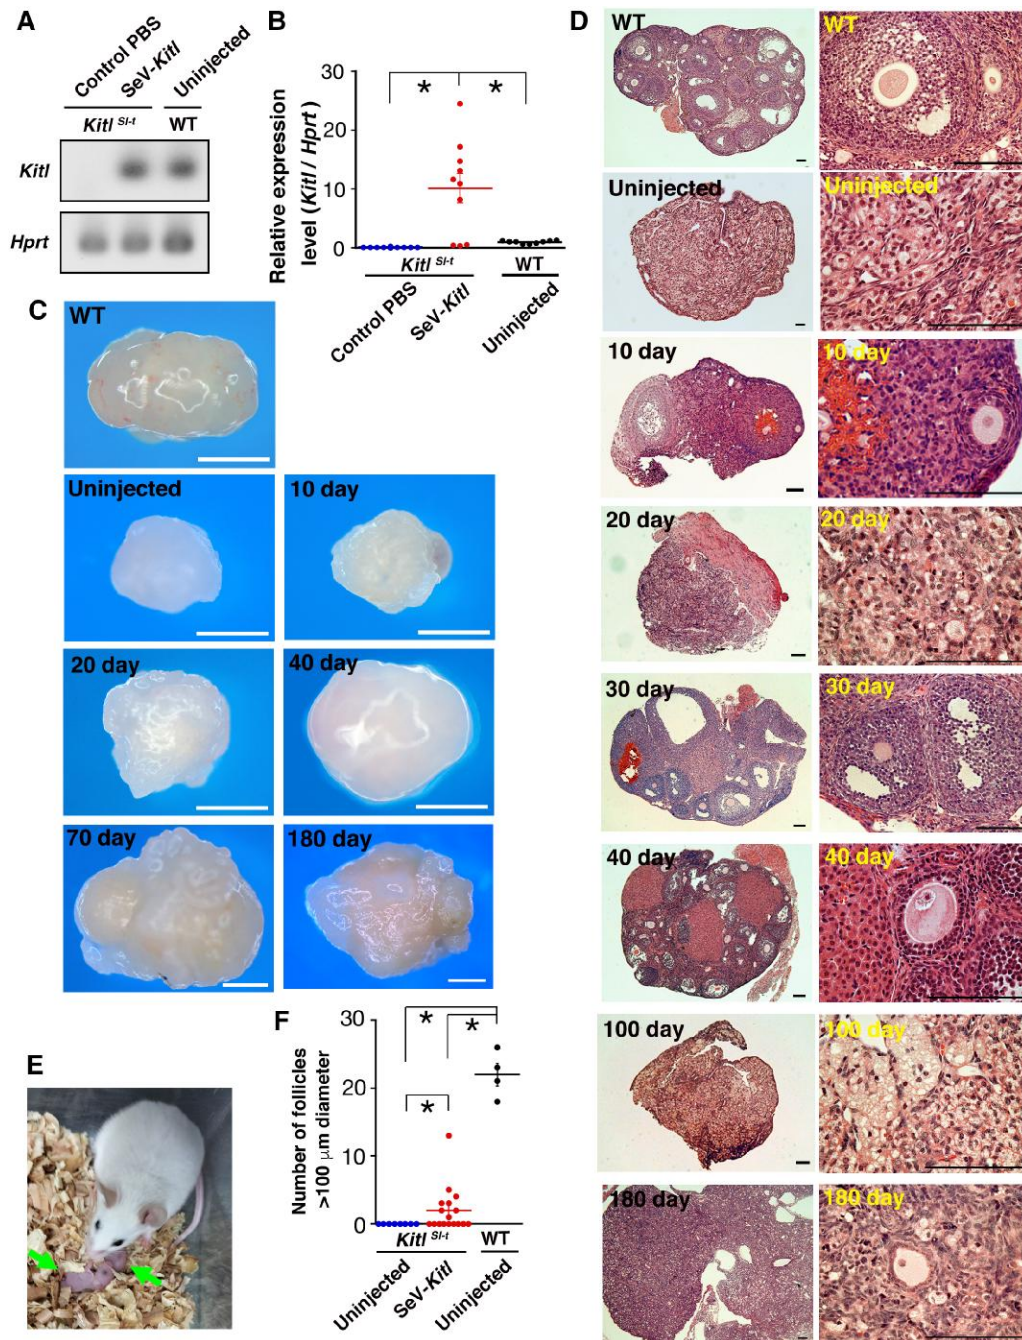 A
Control PBS
SeV-Kitl
Uninjected
Kitl Sl-t
WT
Kitl
Hprt
B
Relative expression
level (Kitl / Hprt)
30
20
10
0
*
*
Kitl Sl-t
WT
Control PBS
SeV-Kitl
Uninjected
C
WT
Uninjected
10 day
20 day
40 day
70 day
180 day
D
WT
WT
Uninjected
Uninjected
10 day
10 day
20 day
20 day
30 day
30 day
40 day
40 day
100 day
100 day
180 day
180 day
E
F
Number of follicles
>100 μm diameter
30
20
10
0
*
*
*
Kitl Sl-t
WT
Uninjected
SeV-Kitl
Uninjected